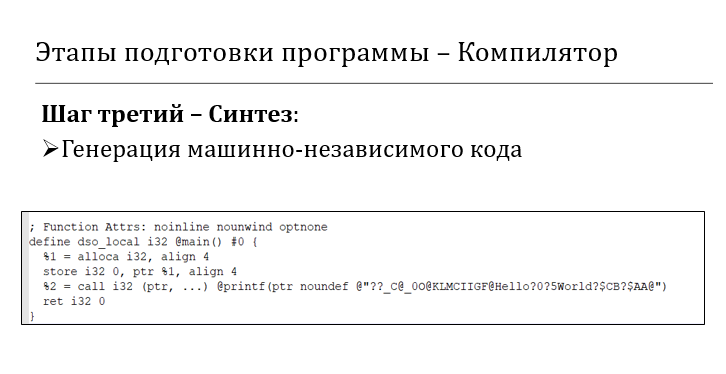 Этапы подготовки программы – Компилятор
Шаг третий – Синтез:
➢Генерация машинно-независимого кода
; Function Attrs: noinline nounwind optnone
define dso_local i32 @main() #0 {
  %1 = alloca i32, align 4
  store i32 0, ptr %1, align 4
  %2 = call i32 (ptr, ...) @printf(ptr noundef @"??_C@_0O@KLMCIIGF@Hello?0?5World?$CB?$AA@")
  ret i32 0
}